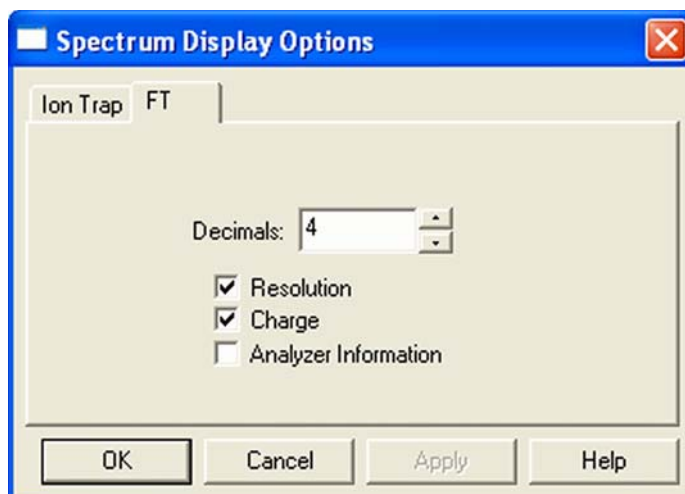 Spectrum Display Options
Ion Trap FT
Decimals: 4
Resolution
Charge
Analyzer Information
OK Cancel Apply Help